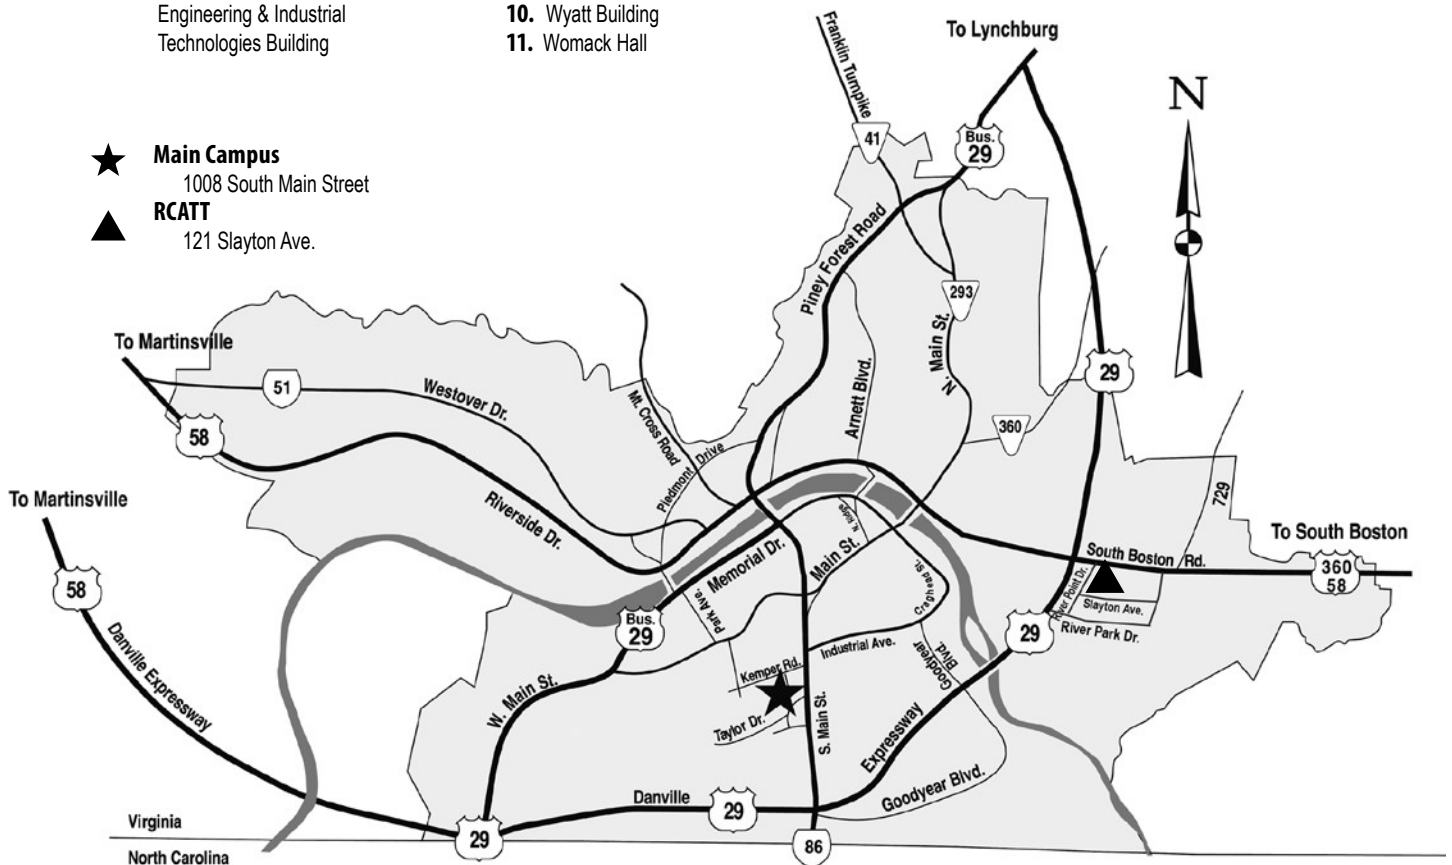 Engineering & Industrial
Technologies Building
10. Wyatt Building
11. Womack Hall
Main Campus
1008 South Main Street
RCATT
121 Slayton Ave.
To Lynchburg
Franklin Turnpike
41
Bus.
29
N
Piney Forest Road
293
N. Main St.
Arnett Blvd.
29
360
To Martinsville
51
58
Westover Dr.
Mt. Cross Road
Piedmont Drive
Riverside Dr.
To Martinsville
58
Danville Expressway
729
To South Boston
South Boston Rd.
360
58
River Point Dr.
Slayton Ave.
River Park Dr.
29
Memorial Dr.
Main St.
N. Ridge
Craghead St.
Park Ave.
Bus.
29
Industrial Ave.
Goodyear
Blvd.
Kemper Rd.
Taylor Dr.
S. Main St.
W. Main St.
Expressway
Goodyear Blvd.
Danville
29
29
86
Virginia
North Carolina